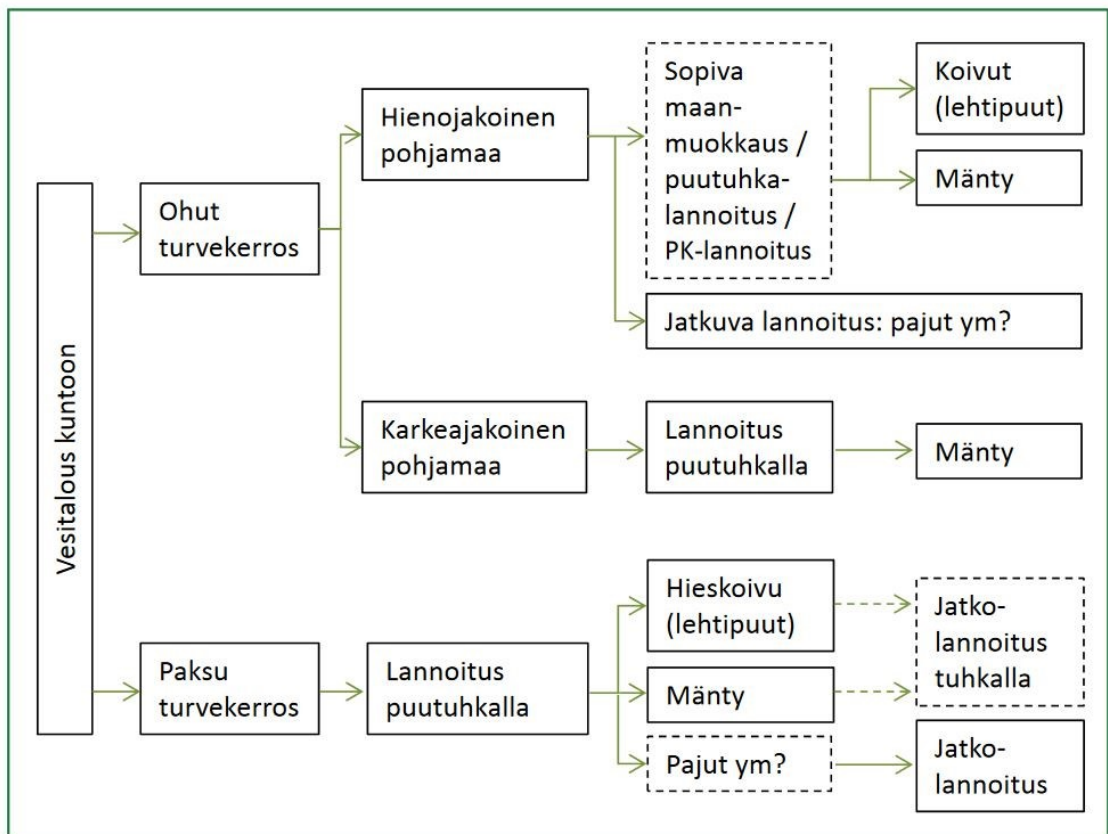 Vesitalous kuntoon
Ohut
turvekerros
Hienojakoinen
pohjamaa
Sopiva
maan-
muokkaus /
puutuhka-
lannoitus /
PK-lannoitus
Koivut
(lehtipuut)
Mänty
Jatkuva lannoitus: pajut ym?
Karkeajakoinen
pohjamaa
Lannoitus
puutuhkalla
Mänty
Paksu
turvekerros
Lannoitus
puutuhkalla
Hieskoivu
(lehtipuut)
Mänty
Pajut ym?
Jatko-
lannoitus
tuhkalla
Jatko-
lannoitus